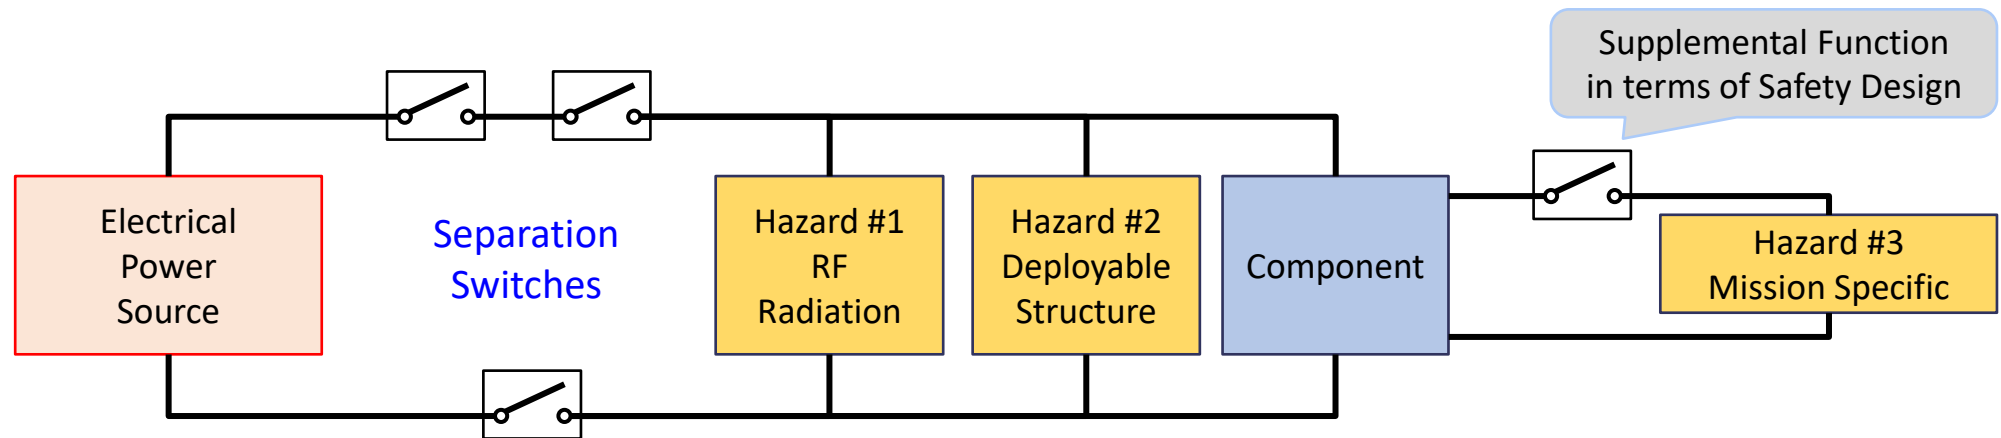 Supplemental Function
in terms of Safety Design
Electrical
Power
Source
Separation
Switches
Hazard #1
RF
Radiation
Hazard #2
Deployable
Structure
Component
Hazard #3
Mission Specific